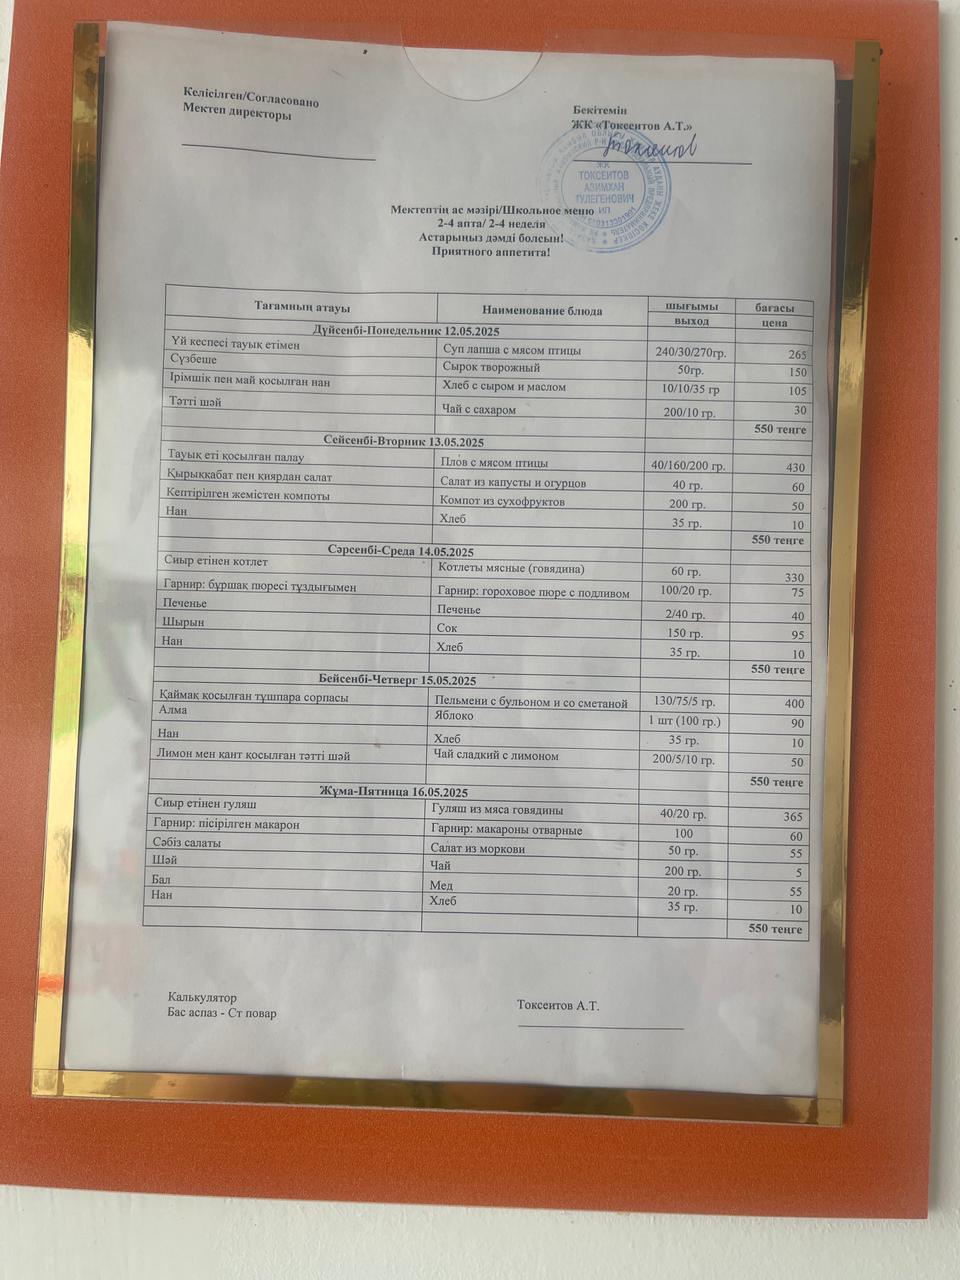 Келісілген/Согласовано
Мектеп директоры
Бекітемін
ЖК «Токсеитов А.Т.»
ЖК
ТОКСЕИТОВ
АЗИМХАН
ТУЛЕГЕНОВИЧ
ИП
Мектептің ас мәзірі/Школьное меню
2-4 апта/ 2-4 неделя
Астарыңыз дәмді болсын!
Приятного аппетита!
Тағамның атауы Наименование блюда шығымы выход бағасы цена
Дүйсенбі-Понедельник 12.05.2025
Үй кеспесі тауық етімен Суп лапша с мясом птицы 240/30/270гр. 265
Сүзбеше Сырок творожный 50гр. 150
Ірімшік пен май қосылған нан Хлеб с сыром и маслом 10/10/35 гр 105
Тәтті шәй Чай с сахаром 200/10 гр. 30
550 теңге
Сейсенбі-Вторник 13.05.2025
Тауық еті қосылған палау Плов с мясом птицы 40/160/200 гр. 430
Қырыққабат пен қиярдан салат Салат из капусты и огурцов 40 гр. 60
Кептірілген жемістен компоты Компот из сухофруктов 200 гр. 50
Нан Хлеб 35 гр. 10
550 теңге
Сәрсенбі-Среда 14.05.2025
Сиыр етінен котлет Котлеты мясные (говядина) 60 гр. 330
Гарнир: бұршақ пюресі тұздығымен Гарнир: гороховое пюре с подливом 100/20 гр. 75
Печенье Печенье 2/40 гр. 40
Шырын Сок 150 гр. 95
Нан Хлеб 35 гр. 10
550 теңге
Бейсенбі-Четверг 15.05.2025
Қаймақ қосылған тұшпара сорпасы Пельмени с бульоном и со сметаной 130/75/5 гр. 400
Алма Яблоко 1 шт (100 гр.) 90
Нан Хлеб 35 гр. 10
Лимон мен қант қосылған тәтті шәй Чай сладкий с лимоном 200/5/10 гр. 50
550 теңге
Жұма-Пятница 16.05.2025
Сиыр етінен гуляш Гуляш из мяса говядины 40/20 гр. 365
Гарнир: пісірілген макарон Гарнир: макароны отварные 100 60
Сәбіз салаты Салат из моркови 50 гр. 55
Шәй Чай 200 гр. 5
Бал Мед 20 гр. 55
Нан Хлеб 35 гр. 10
550 теңге
Калькулятор
Бас аспаз - Ст повар
Токсеитов А.Т.